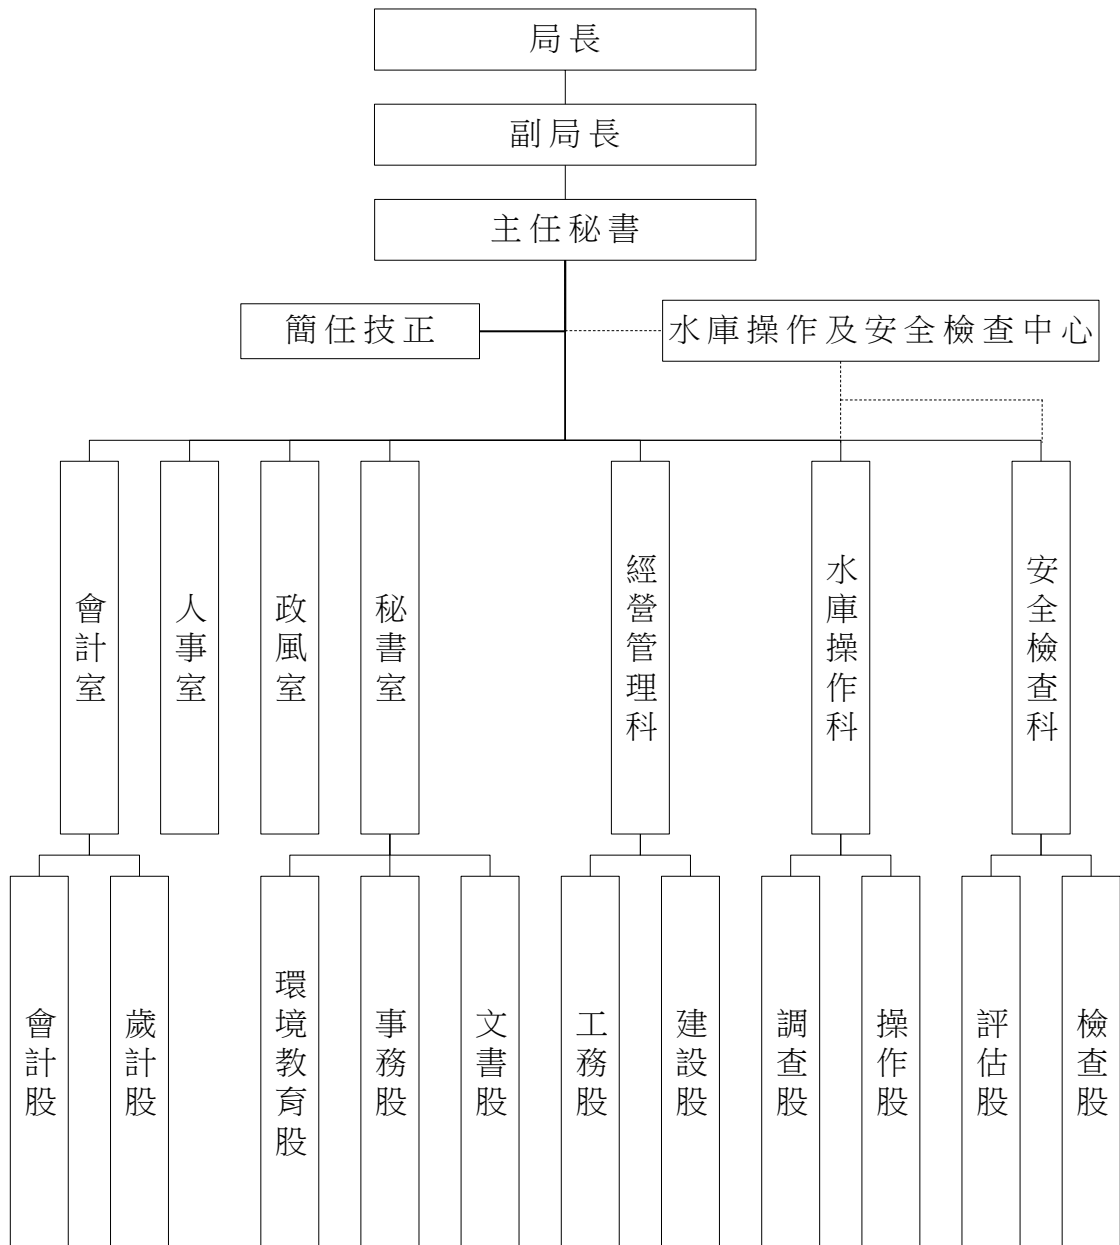 局長
副局長
主任秘書
簡任技正
水庫操作及安全檢查中心
會計室
人事室
政風室
秘書室
經營管理科
水庫操作科
安全檢查科
會計股
歲計股
環境教育股
事務股
文書股
工務股
建設股
調查股
操作股
評估股
檢查股